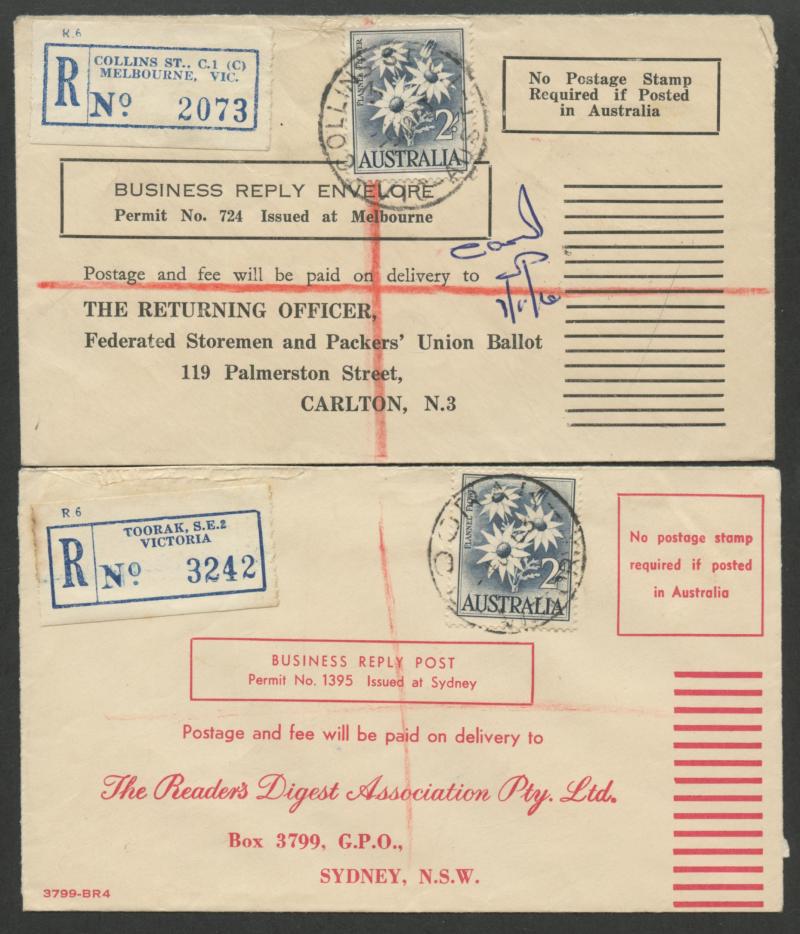 R.6
COLLINS ST., C.1 (C)
MELBOURNE, VIC.
R No 2073
FLANNEL FLOWER
2/-
AUSTRALIA
COLLINS ST
No Postage Stamp
Required if Posted
in Australia
BUSINESS REPLY ENVELOPE
Permit No. 724 Issued at Melbourne
Postage and fee will be paid on delivery to
THE RETURNING OFFICER,
Federated Storemen and Packers' Union Ballot
119 Palmerston Street,
CARLTON, N.3
R 6
TOORAK, S.E.2
VICTORIA
R No 3242
FLANNEL FLOWER
2/-
AUSTRALIA
TOORAK
No postage stamp
required if posted
in Australia
BUSINESS REPLY POST
Permit No. 1395 Issued at Sydney
Postage and fee will be paid on delivery to
The Reader's Digest Association Pty. Ltd.
Box 3799, G.P.O.,
SYDNEY, N.S.W.
3799-BR4